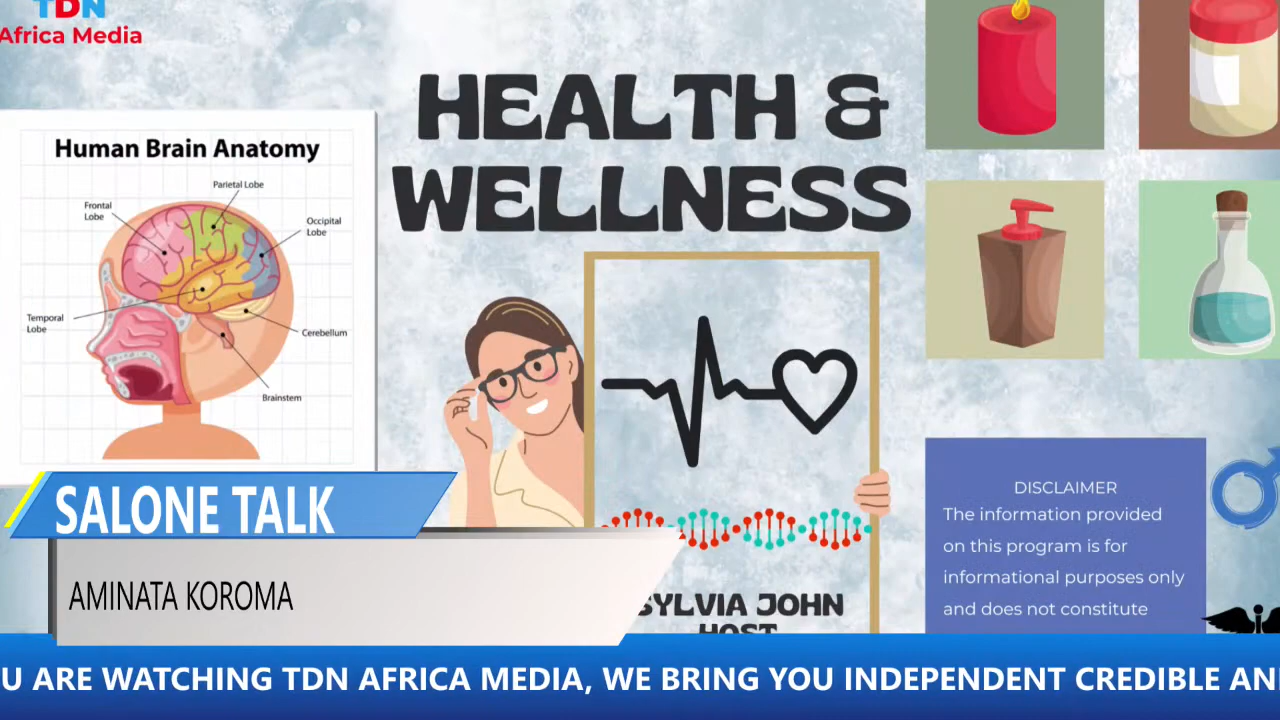 TDN
Africa Media
HEALTH &
WELLNESS
Human Brain Anatomy
Parietal Lobe
Frontal
Lobe
Occipital
Lobe
Temporal
Lobe
Cerebellum
Brainstem
DISCLAIMER
The information provided
on this program is for
informational purposes only
and does not constitute
SALONE TALK
AMINATA KOROMA
SYLVIA JOHN
HOST
U ARE WATCHING TDN AFRICA MEDIA, WE BRING YOU INDEPENDENT CREDIBLE AN